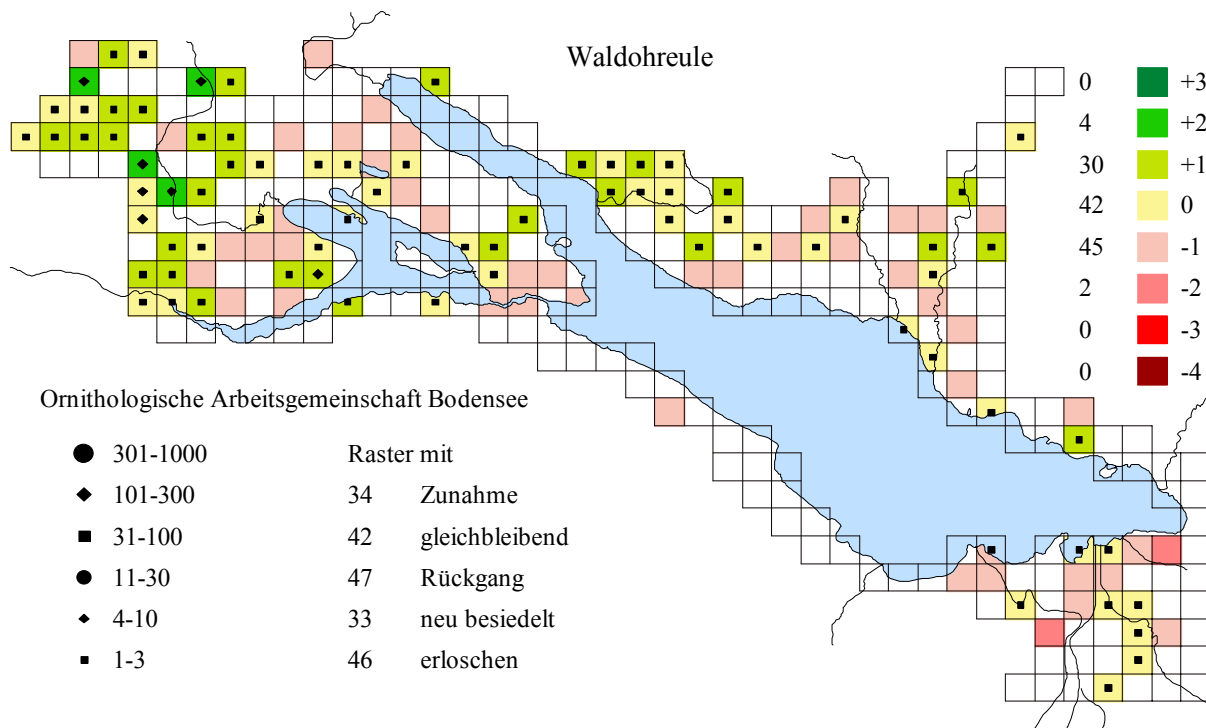 Waldohreule
0 +3
4 +2
30 +1
42 0
45 -1
2 -2
0 -3
0 -4
Ornithologische Arbeitsgemeinschaft Bodensee
301-1000 Raster mit
101-300 34 Zunahme
31-100 42 gleichbleibend
11-30 47 Rückgang
4-10 33 neu besiedelt
1-3 46 erloschen